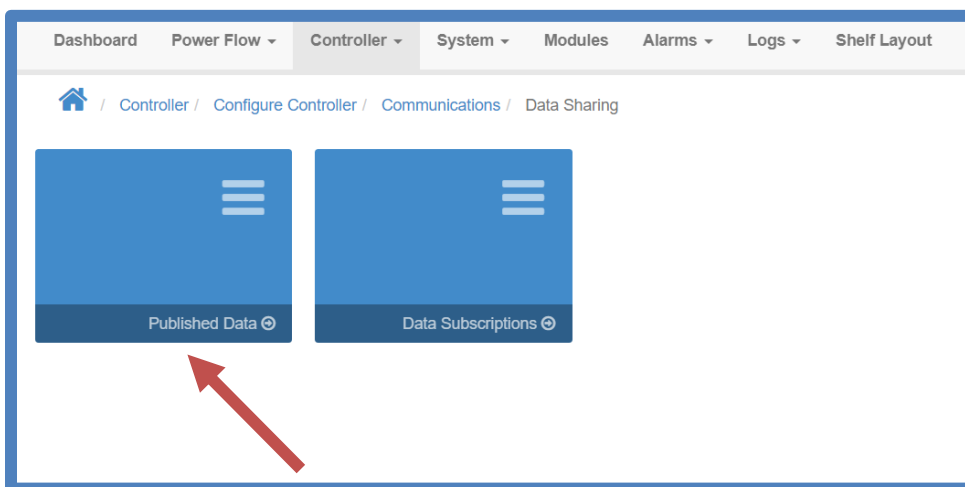 Dashboard Power Flow Controller System Modules Alarms Logs Shelf Layout
/ Controller / Configure Controller / Communications / Data Sharing
Published Data Data Subscriptions